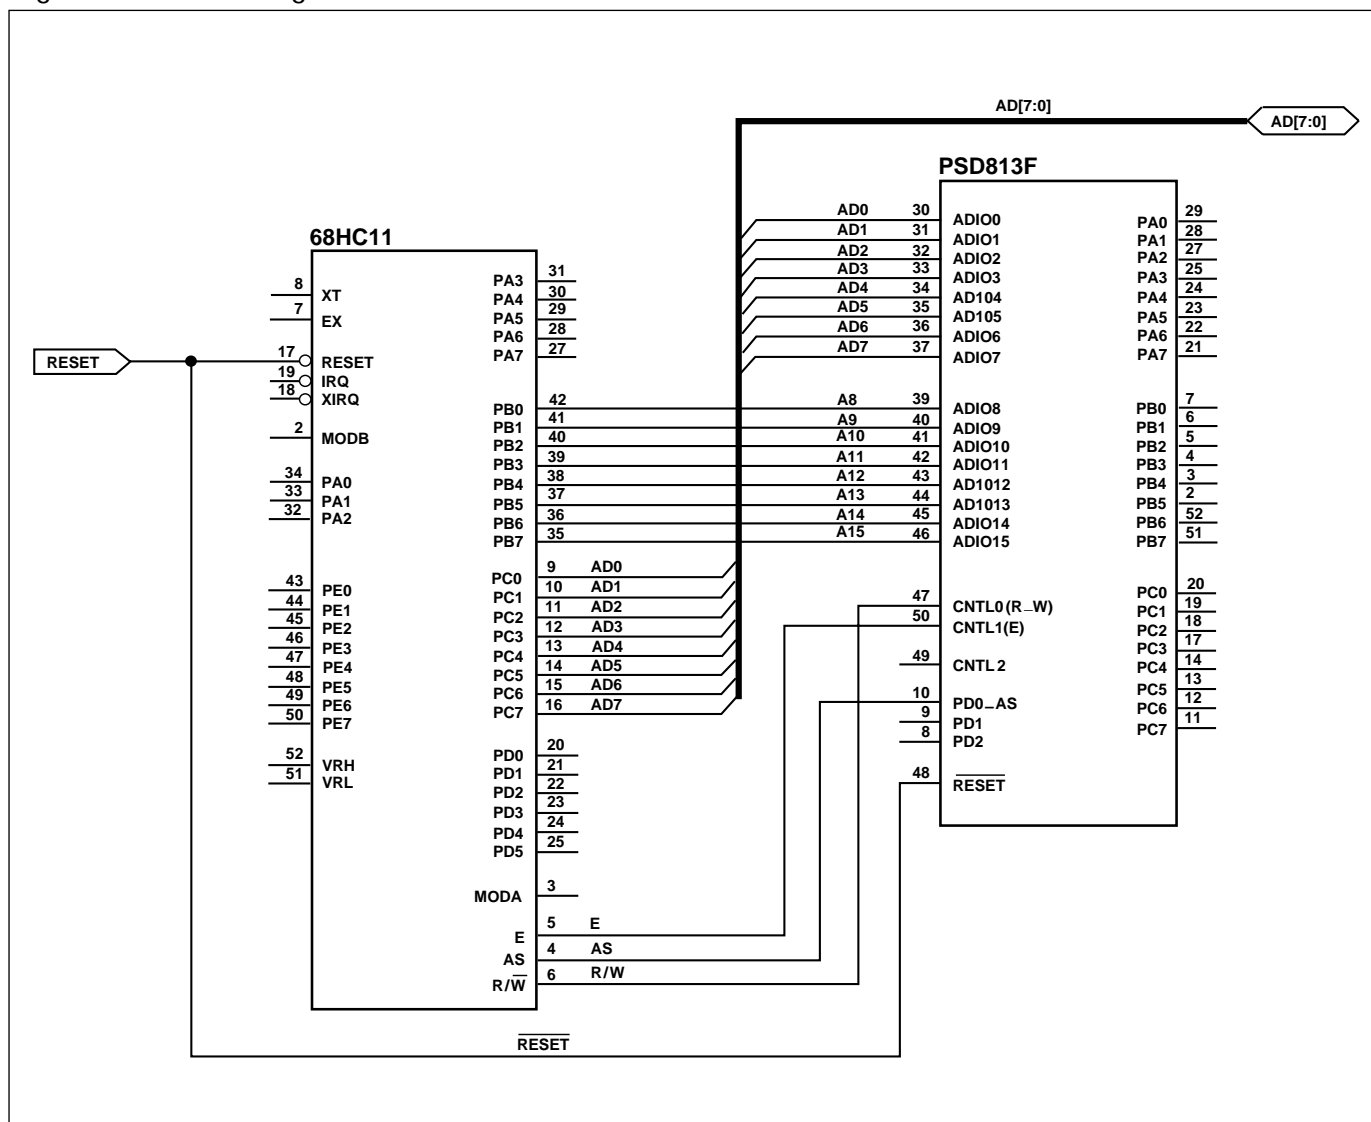 AD[7:0]
AD[7:0]
PSD813F
68HC11
RESET
8 XT
7 EX
17 RESET
19 IRQ
18 XIRQ
2 MODB
34 PA0
33 PA1
32 PA2
43 PE0
44 PE1
45 PE2
46 PE3
47 PE4
48 PE5
49 PE6
50 PE7
52 VRH
51 VRL
PA3 31
PA4 30
PA5 29
PA6 28
PA7 27
PB0 42
PB1 41
PB2 40
PB3 39
PB4 38
PB5 37
PB6 36
PB7 35
PC0 9 AD0
PC1 10 AD1
PC2 11 AD2
PC3 12 AD3
PC4 13 AD4
PC5 14 AD5
PC6 15 AD6
PC7 16 AD7
PD0 20
PD1 21
PD2 22
PD3 23
PD4 24
PD5 25
MODA 3
E 5 E
AS 4 AS
R/W̅ 6 R/W
R̅E̅S̅E̅T̅
AD0 30 ADIO0
AD1 31 ADIO1
AD2 32 ADIO2
AD3 33 ADIO3
AD4 34 AD104
AD5 35 AD105
AD6 36 ADIO6
AD7 37 ADIO7
A8 39 ADIO8
A9 40 ADIO9
A10 41 ADIO10
A11 42 ADIO11
A12 43 AD1012
A13 44 AD1013
A14 45 ADIO14
A15 46 ADIO15
47 CNTL0(R_W)
50 CNTL1(E)
49 CNTL2
10 PD0_AS
9 PD1
8 PD2
48 R̅E̅S̅E̅T̅
PA0 29
PA1 28
PA2 27
PA3 25
PA4 24
PA5 23
PA6 22
PA7 21
PB0 7
PB1 6
PB2 5
PB3 4
PB4 3
PB5 2
PB6 52
PB7 51
PC0 20
PC1 19
PC2 18
PC3 17
PC4 14
PC5 13
PC6 12
PC7 11